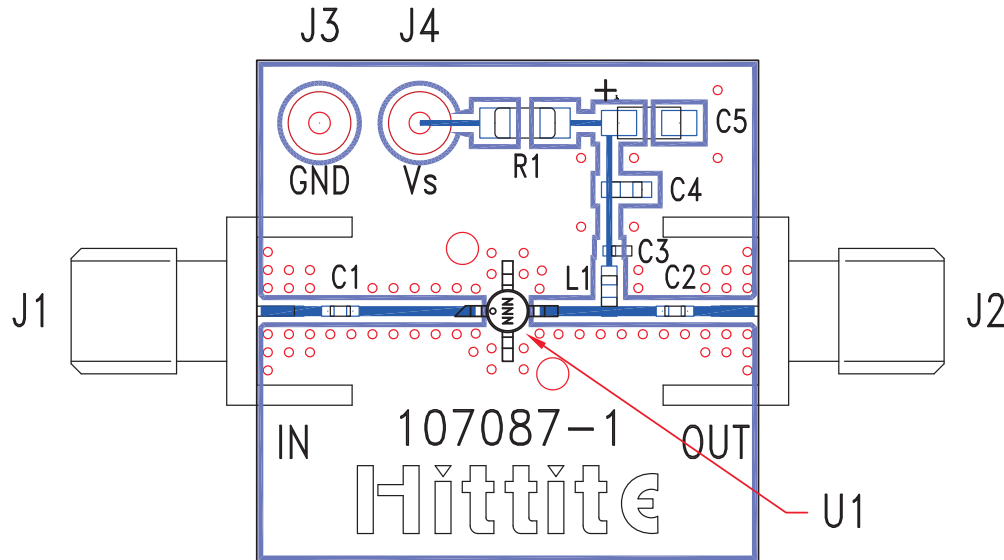 J3 J4
+
C5
R1
GND Vs
C4
C3
C1 L1 C2
J1 NNN J2
107087-1
IN OUT
Hittite
U1